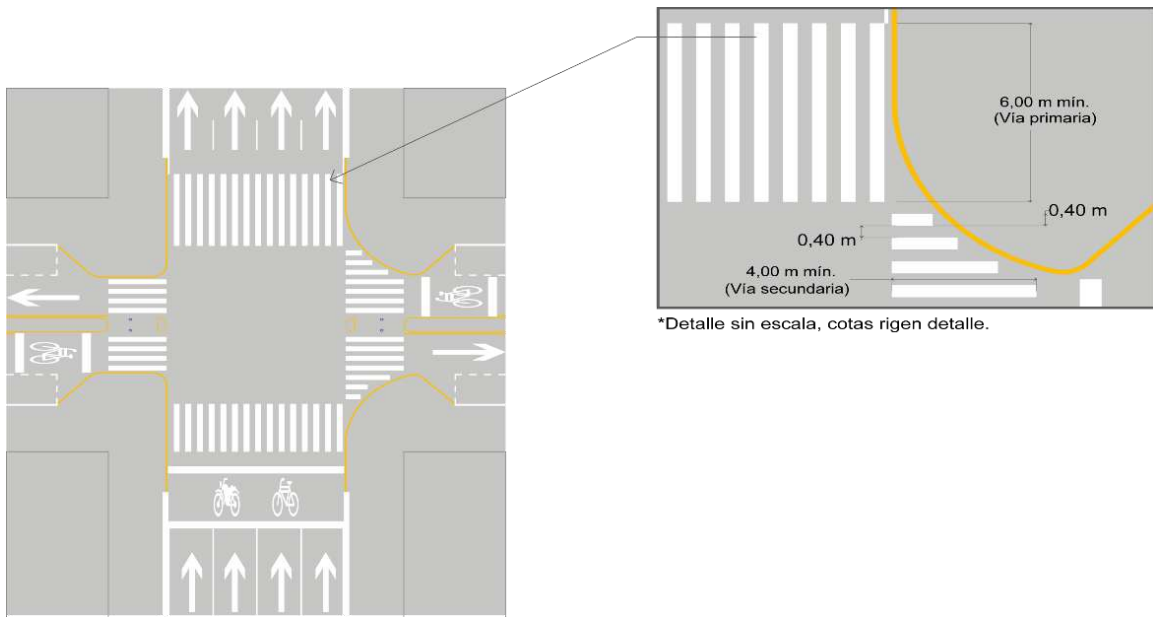 6,00 m mín.
(Vía primaria)
0,40 m
0,40 m
4,00 m mín.
(Vía secundaria)
*Detalle sin escala, cotas rigen detalle.